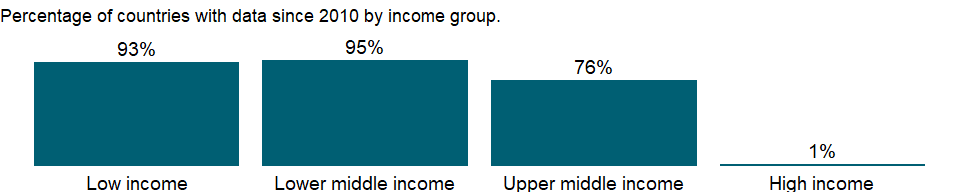 Percentage of countries with data since 2010 by income group.
93%
95%
76%
1%
Low income
Lower middle income
Upper middle income
High income